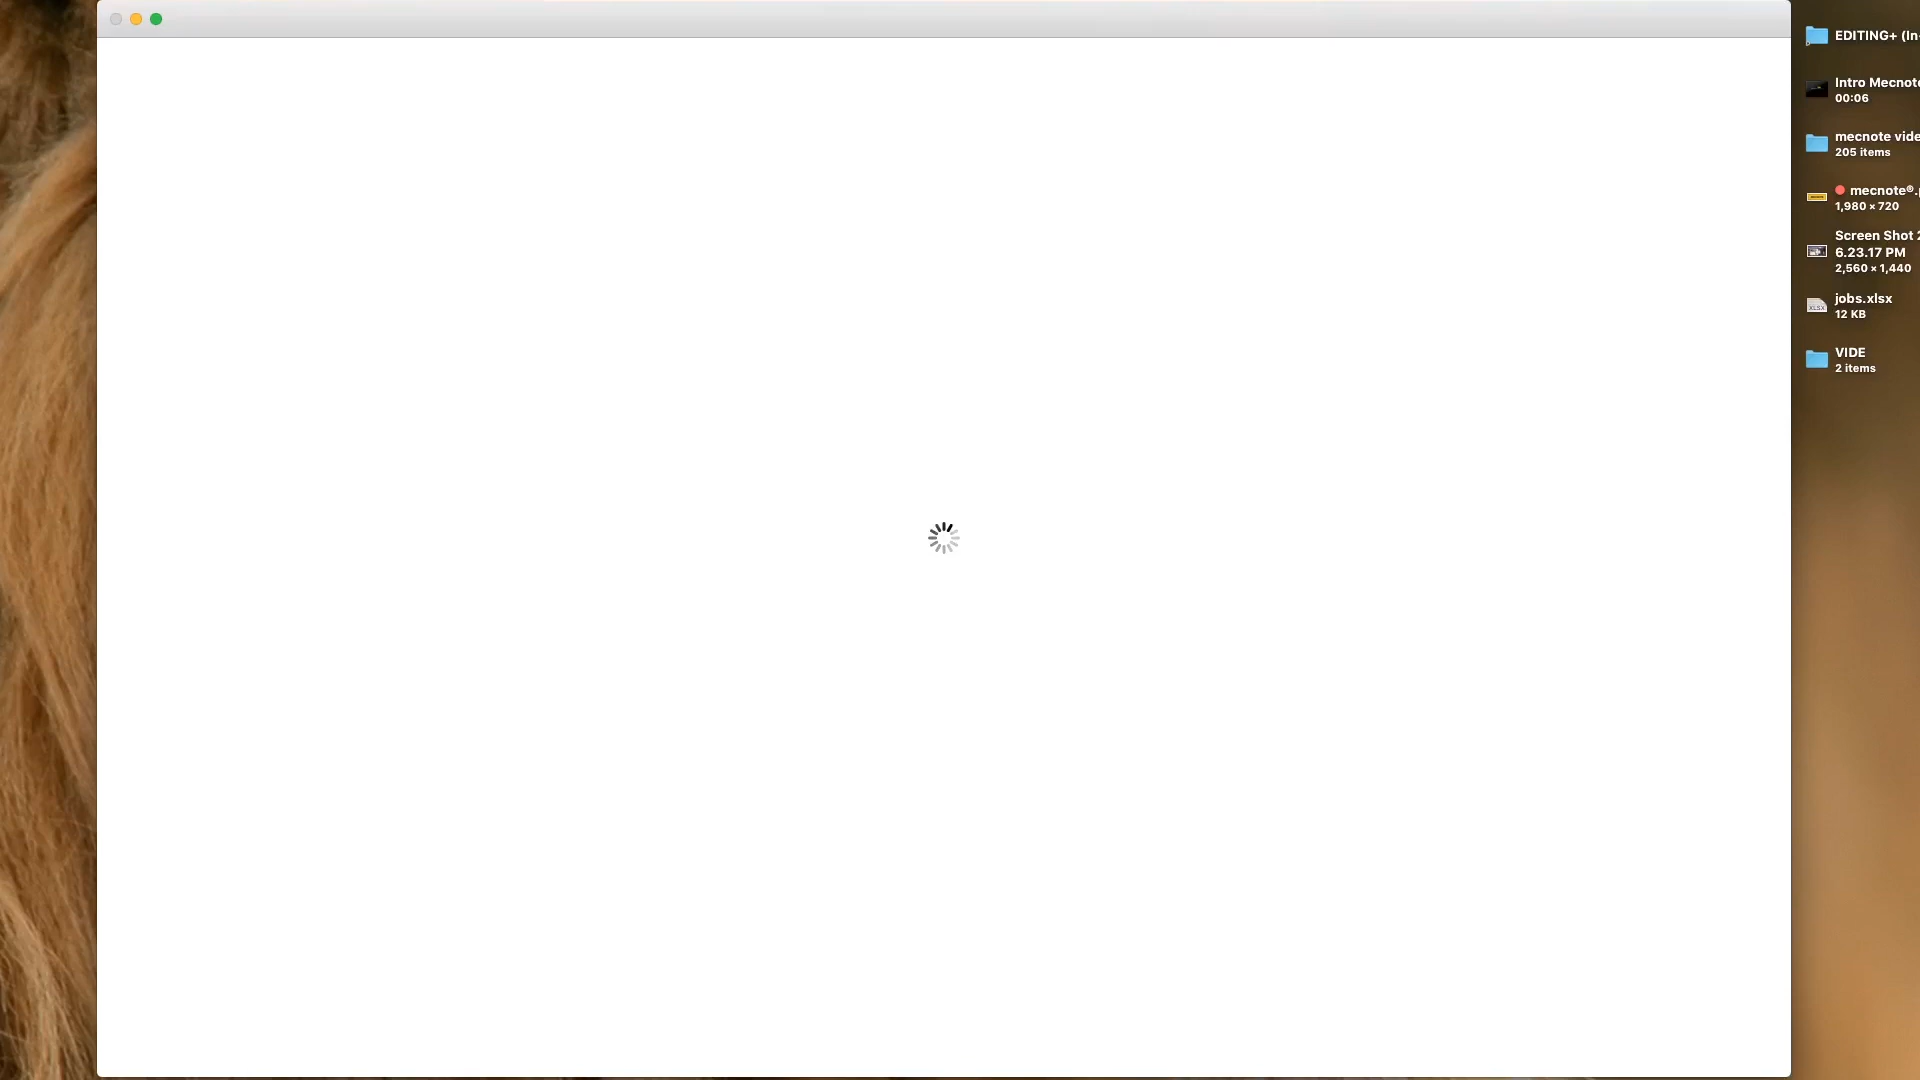 EDITING+ (In-
Intro Mecnote
00:06
mecnote vide
205 items
mecnote®.p
1,980 × 720
Screen Shot 2
6.23.17 PM
2,560 × 1,440
jobs.xlsx
12 KB
VIDE
2 items